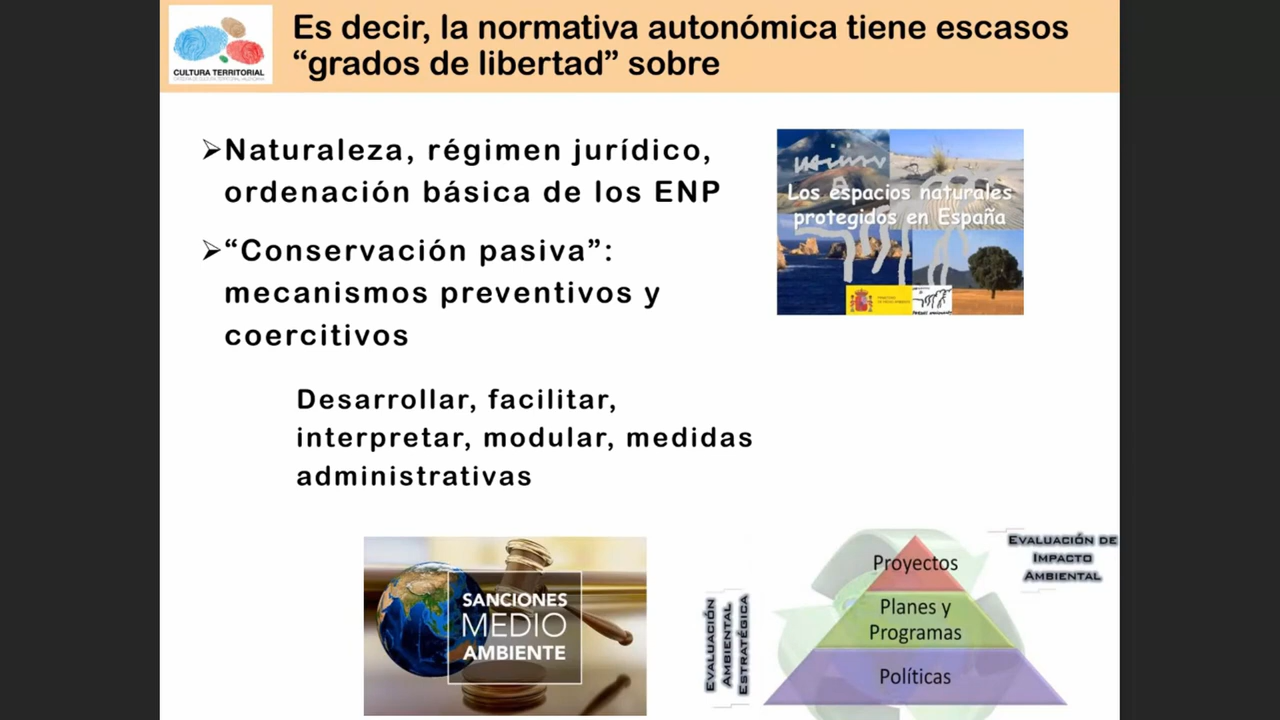 CULTURA TERRITORIAL
Es decir, la normativa autonómica tiene escasos
“grados de libertad” sobre
➢Naturaleza, régimen jurídico,
ordenación básica de los ENP
➢“Conservación pasiva”:
mecanismos preventivos y
coercitivos
Desarrollar, facilitar,
interpretar, modular, medidas
administrativas
Los espacios naturales
protegidos en España
SANCIONES
MEDIO
AMBIENTE
EVALUACIÓN
AMBIENTAL
ESTRATÉGICA
Proyectos
Planes y
Programas
Políticas
EVALUACIÓN DE
IMPACTO
AMBIENTAL